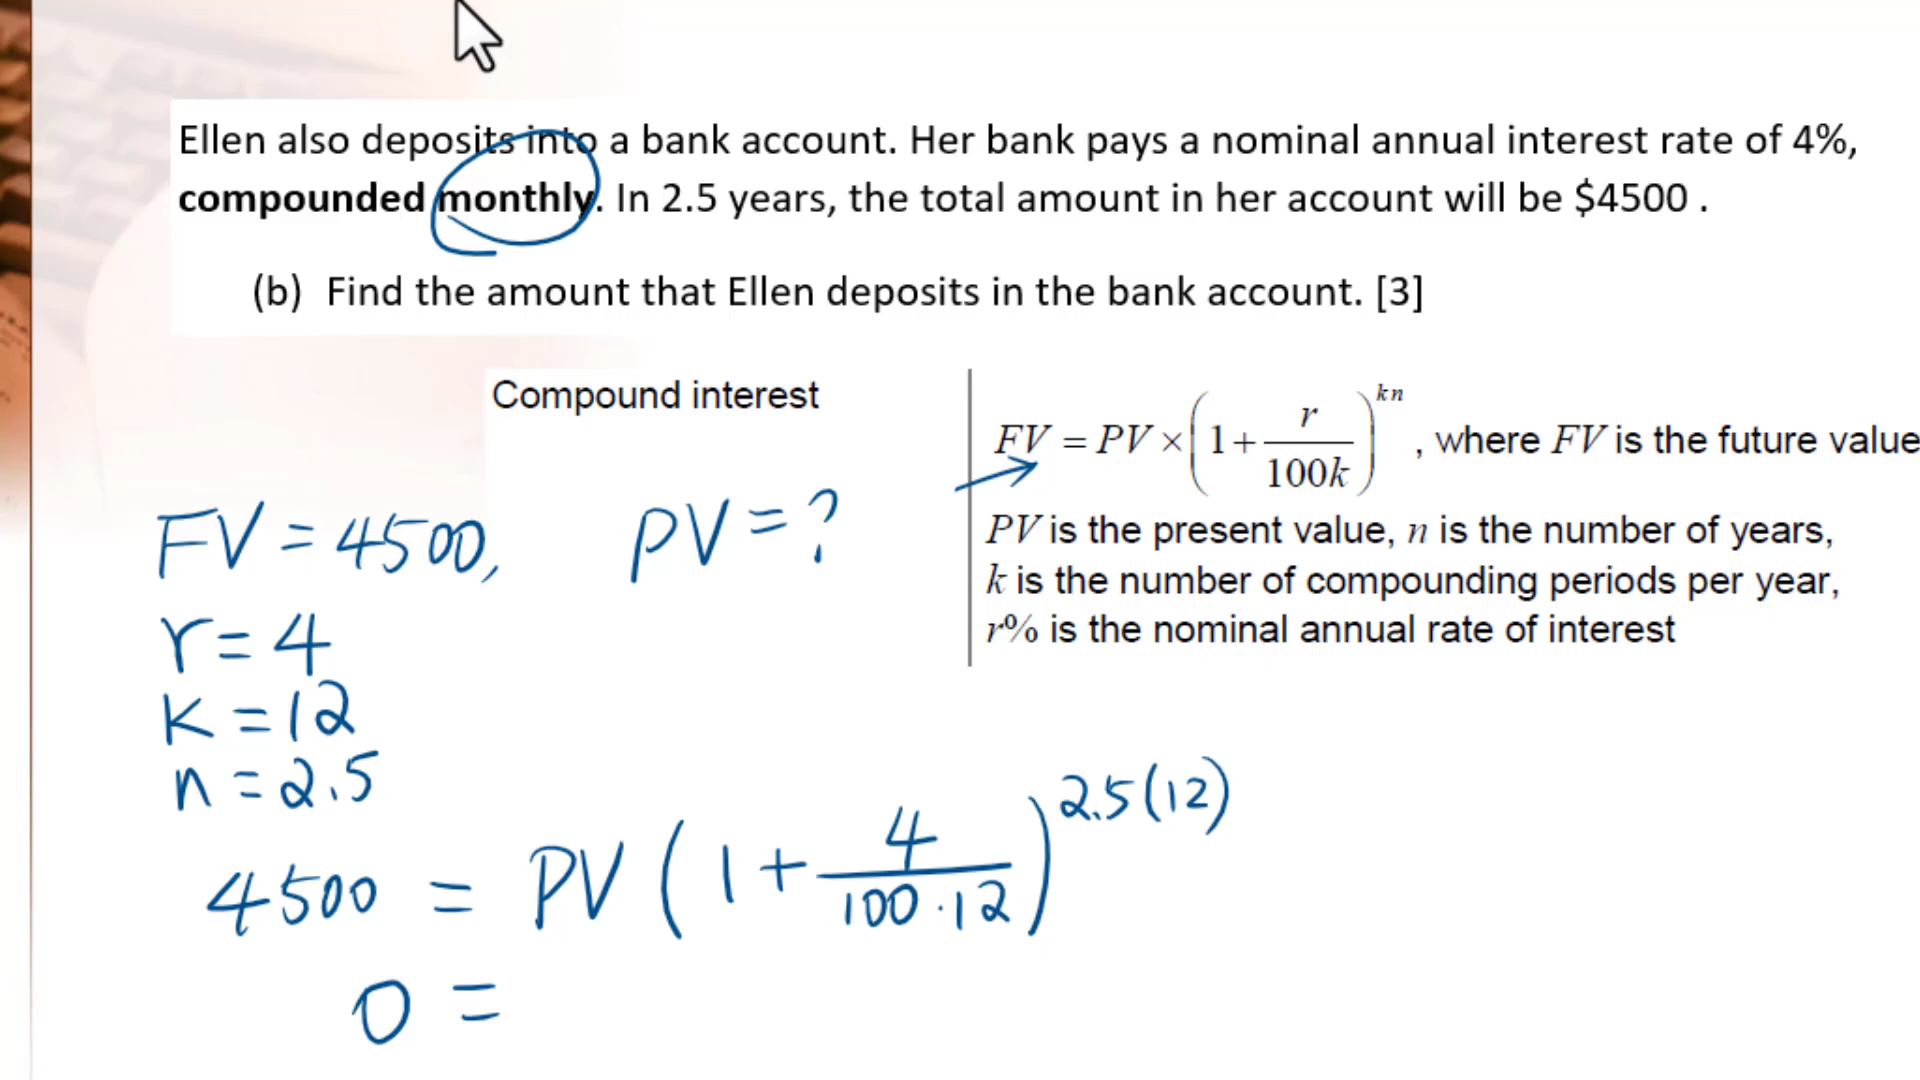 Ellen also deposits into a bank account. Her bank pays a nominal annual interest rate of 4%,
compounded monthly. In 2.5 years, the total amount in her account will be $4500 .
(b) Find the amount that Ellen deposits in the bank account. [3]
Compound interest
FV = PV × (1 + r/100k)^kn , where FV is the future value
PV is the present value, n is the number of years,
k is the number of compounding periods per year,
r% is the nominal annual rate of interest
FV = 4500, PV = ?
r = 4
k = 12
n = 2.5
4500 = PV (1 + 4/100·12)^2.5(12)
0 =